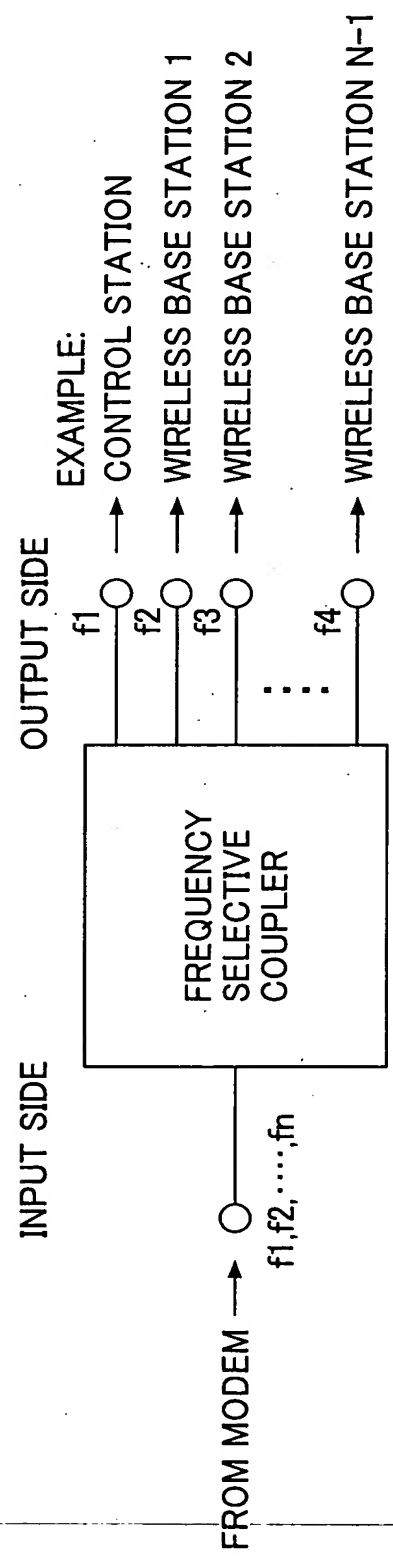 INPUT SIDE
OUTPUT SIDE
EXAMPLE:
FROM MODEM
f1,f2,····,fn
FREQUENCY
SELECTIVE
COUPLER
f1
CONTROL STATION
f2
WIRELESS BASE STATION 1
f3
WIRELESS BASE STATION 2
····
f4
WIRELESS BASE STATION N-1